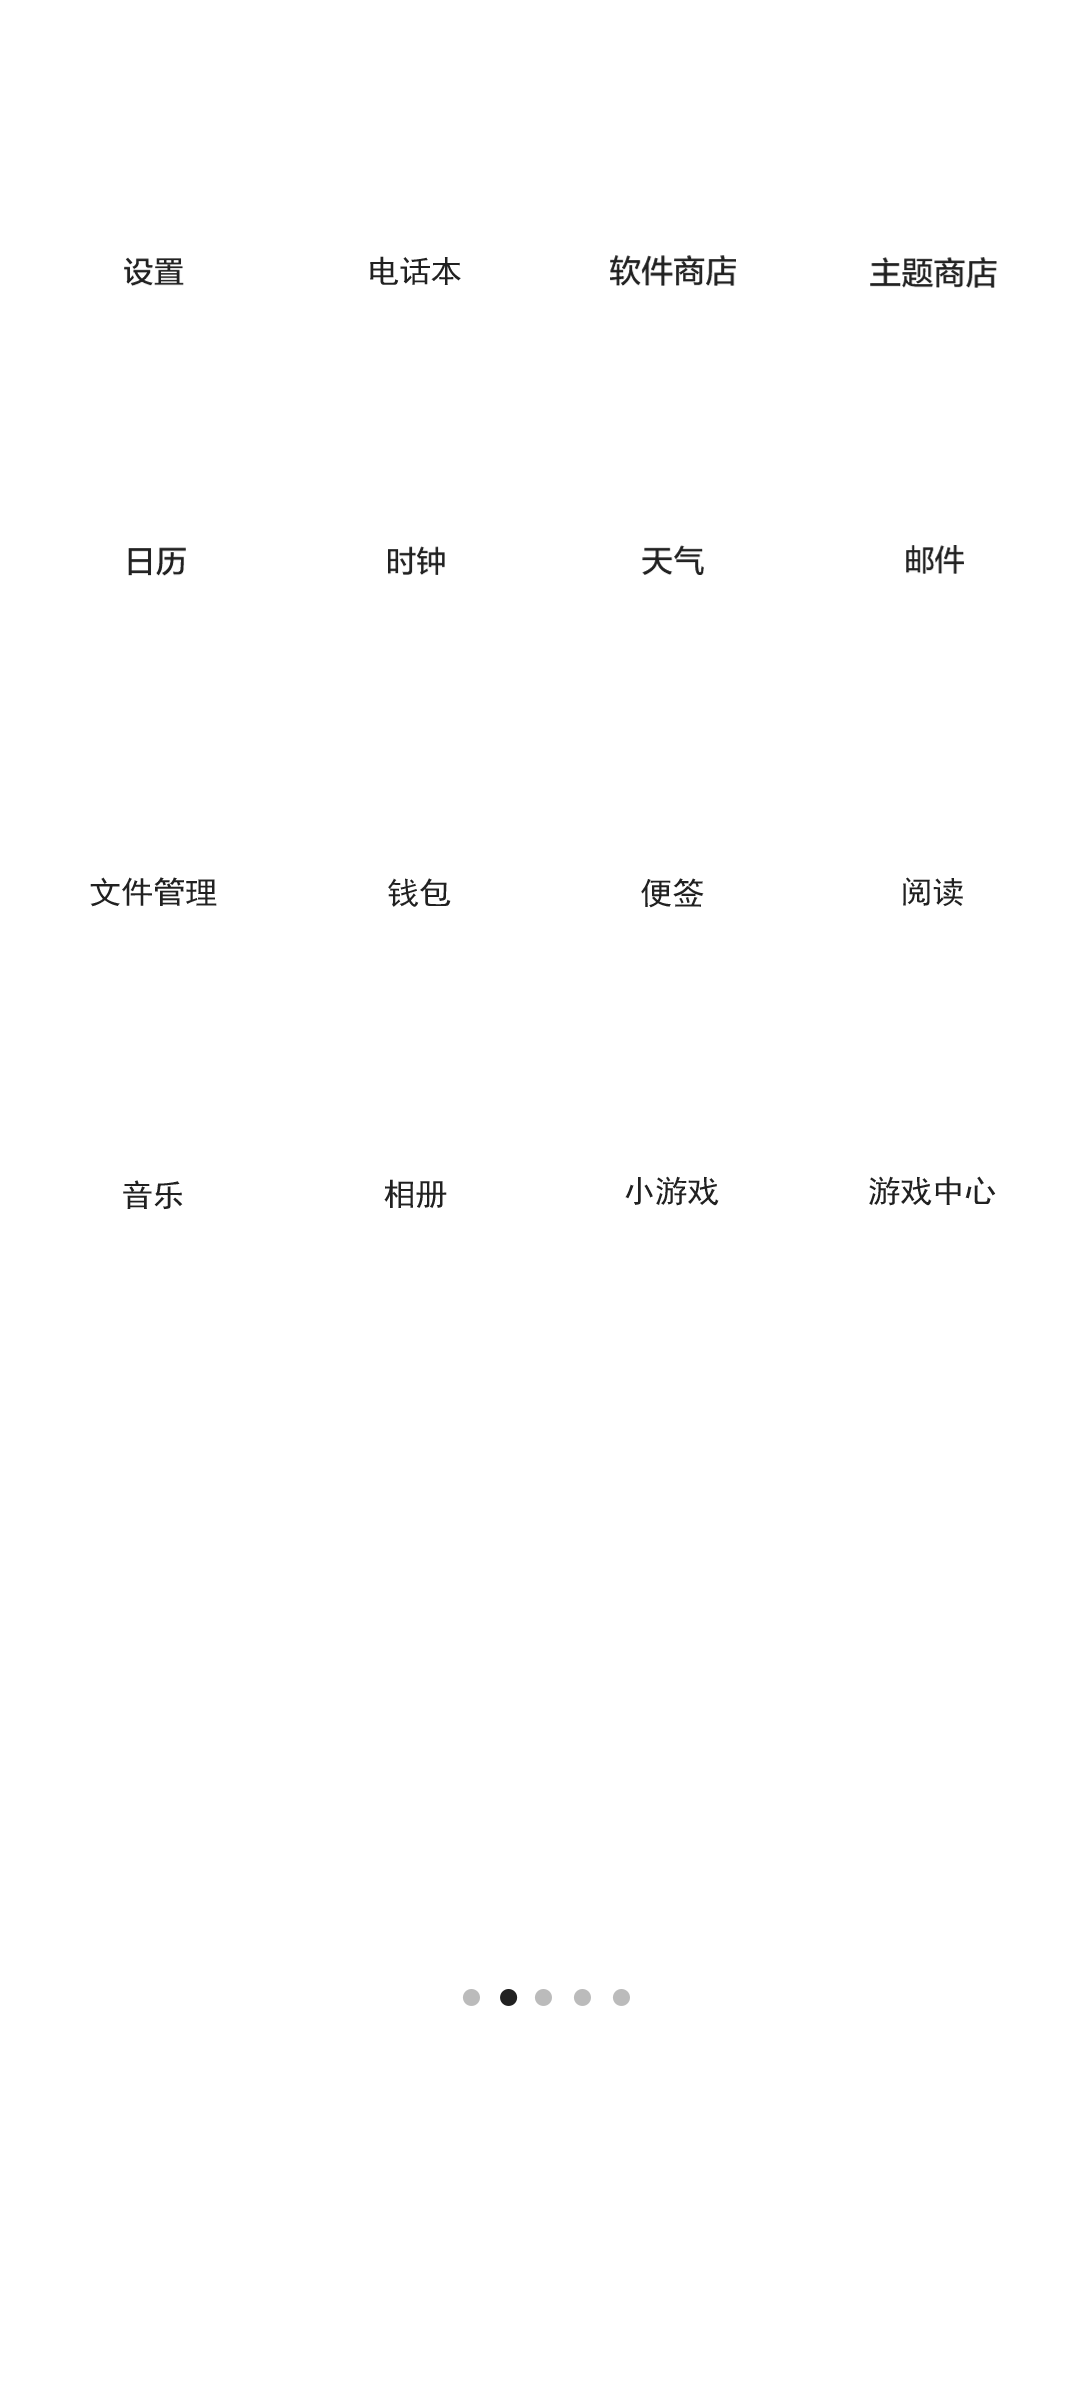 设置 电话本 软件商店 主题商店
日历 时钟 天气 邮件
文件管理 钱包 便签 阅读
音乐 相册 小游戏 游戏中心